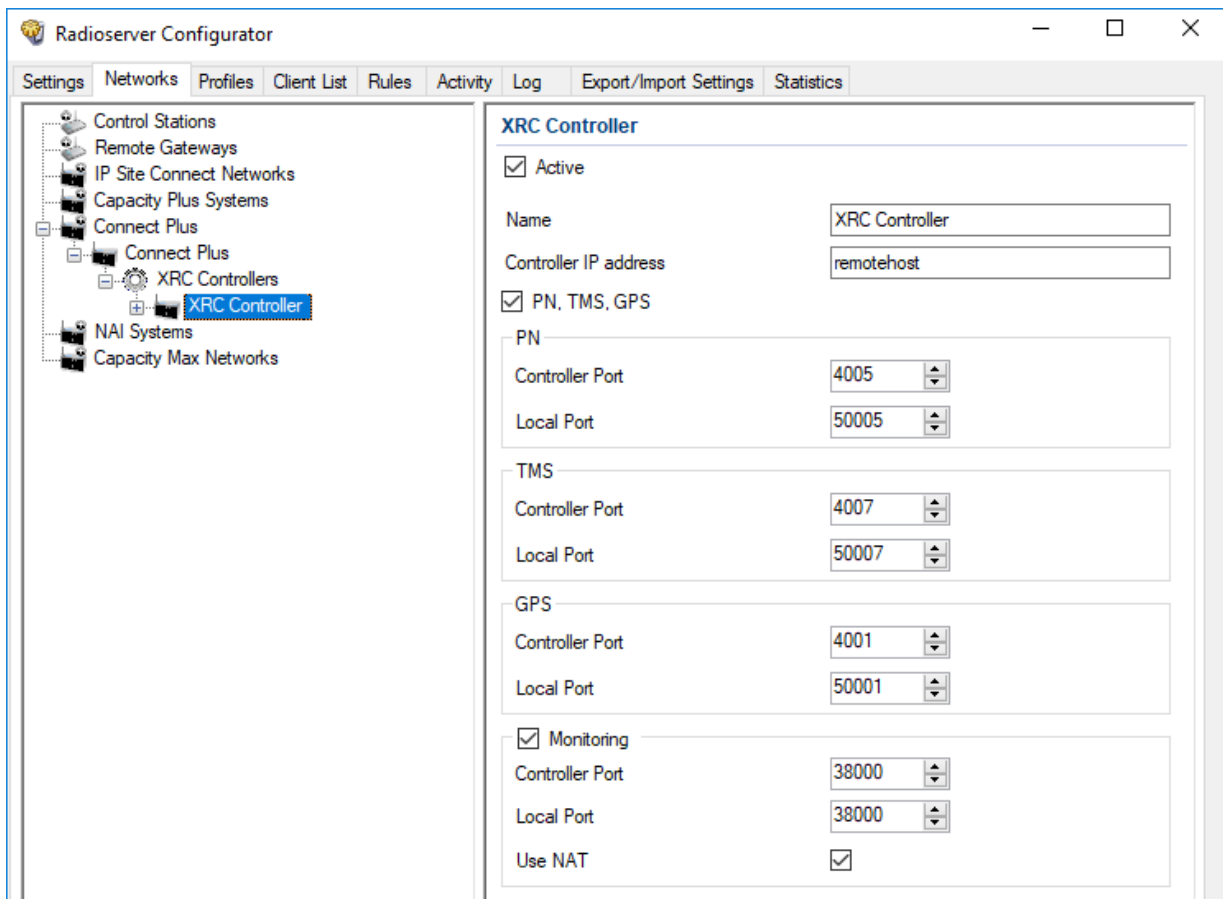 Radioserver Configurator
Settings Networks Profiles Client List Rules Activity Log Export/Import Settings Statistics
Control Stations
Remote Gateways
IP Site Connect Networks
Capacity Plus Systems
Connect Plus
Connect Plus
XRC Controllers
XRC Controller
NAI Systems
Capacity Max Networks
XRC Controller
Active
Name XRC Controller
Controller IP address remotehost
PN, TMS, GPS
PN
Controller Port 4005
Local Port 50005
TMS
Controller Port 4007
Local Port 50007
GPS
Controller Port 4001
Local Port 50001
Monitoring
Controller Port 38000
Local Port 38000
Use NAT